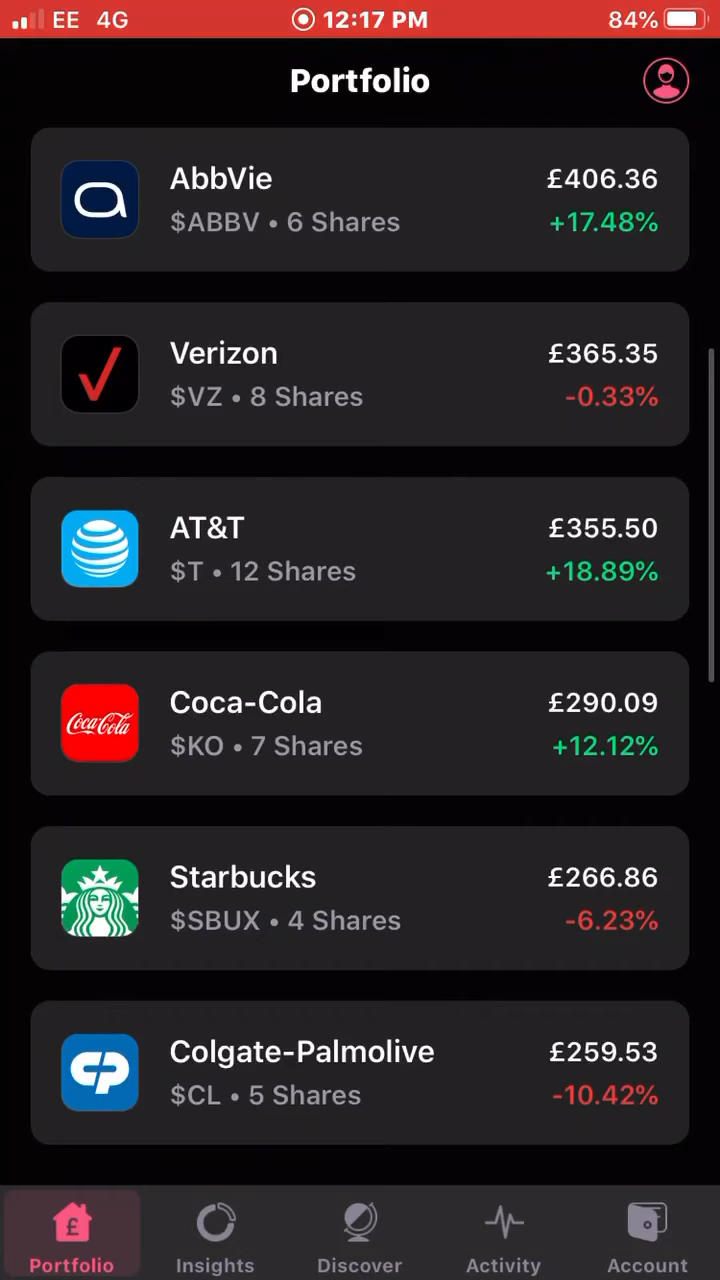 EE 4G 12:17 PM 84%
Portfolio
AbbVie £406.36
$ABBV • 6 Shares +17.48%
Verizon £365.35
$VZ • 8 Shares -0.33%
AT&T £355.50
$T • 12 Shares +18.89%
Coca-Cola
Coca-Cola £290.09
$KO • 7 Shares +12.12%
Starbucks £266.86
$SBUX • 4 Shares -6.23%
CP
Colgate-Palmolive £259.53
$CL • 5 Shares -10.42%
£
Portfolio Insights Discover Activity Account